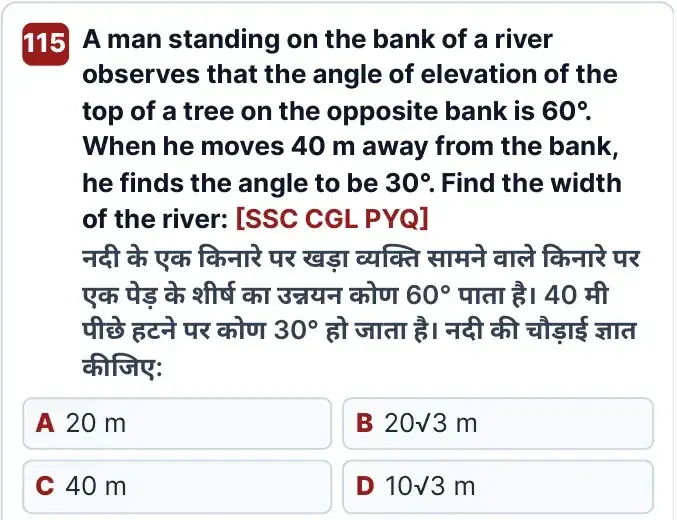 115 A man standing on the bank of a river
observes that the angle of elevation of the
top of a tree on the opposite bank is 60°.
When he moves 40 m away from the bank,
he finds the angle to be 30°. Find the width
of the river: [SSC CGL PYQ]
नदी के एक किनारे पर खड़ा व्यक्ति सामने वाले किनारे पर
एक पेड़ के शीर्ष का उन्नयन कोण 60° पाता है। 40 मी
पीछे हटने पर कोण 30° हो जाता है। नदी की चौड़ाई ज्ञात
कीजिए:
A 20 m
B 20√3 m
C 40 m
D 10√3 m